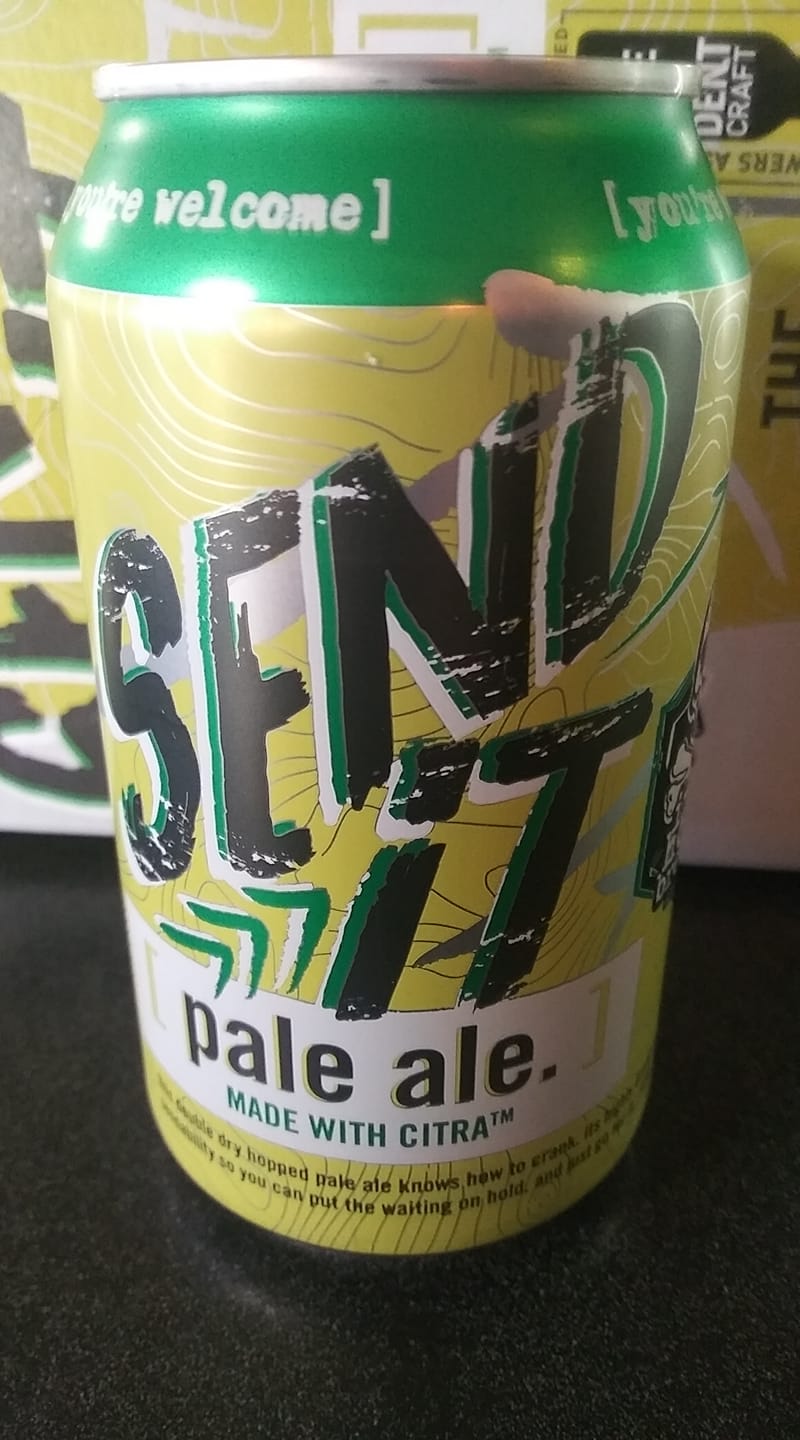 CRAFT
THE
you're welcome ] [ you're
SEND
iT
[ pale ale. ]
MADE WITH CITRA™
double dry hopped pale ale knows how to crank. its
so you can put the waiting on hold. and just go